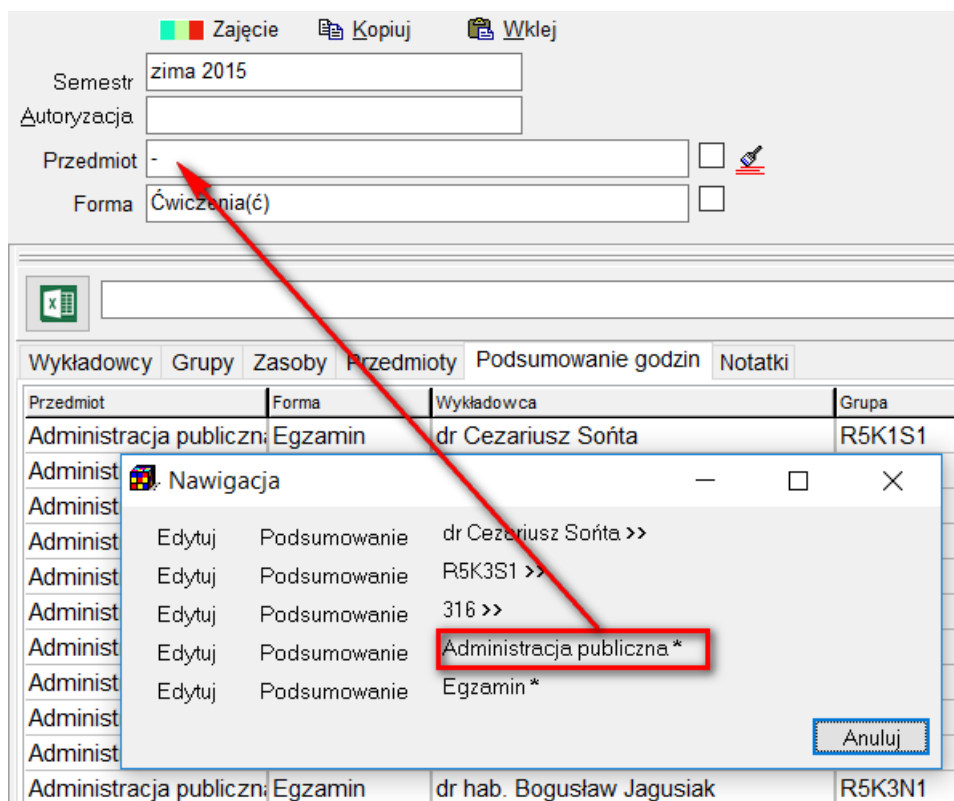 Zajęcie Kopiuj Wklej
Semestr zima 2015
Autoryzacja
Przedmiot -
Forma Ćwiczenia(ć)
Wykładowcy Grupy Zasoby Przedmioty Podsumowanie godzin Notatki
Przedmiot Forma Wykładowca Grupa
Administracja publiczn Egzamin dr Cezariusz Sońta R5K1S1
Administ
Nawigacja
Administ
Administ
Edytuj Podsumowanie dr Cezariusz Sońta >>
Administ
Edytuj Podsumowanie R5K3S1 >>
Administ
Edytuj Podsumowanie 316 >>
Administ
Edytuj Podsumowanie Administracja publiczna *
Administ
Edytuj Podsumowanie Egzamin *
Administ
Administ
Anuluj
Administracja publiczn Egzamin dr hab. Bogusław Jagusiak R5K3N1